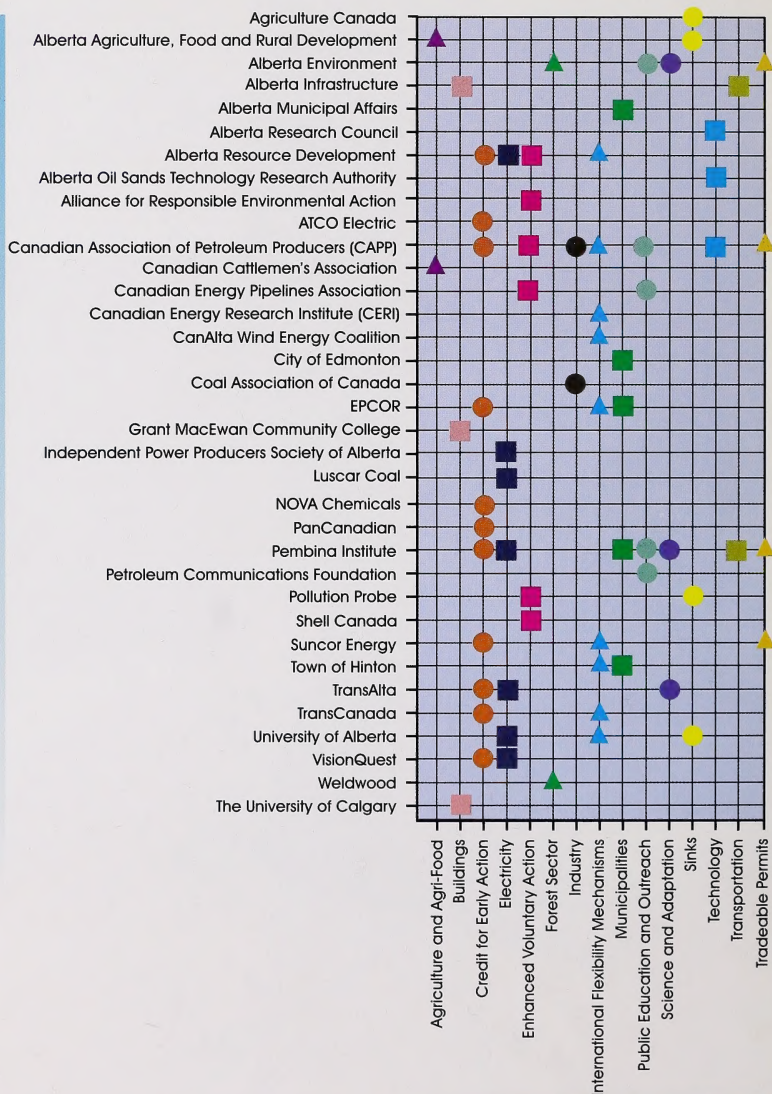 Agriculture Canada
Alberta Agriculture, Food and Rural Development
Alberta Environment
Alberta Infrastructure
Alberta Municipal Affairs
Alberta Research Council
Alberta Resource Development
Alberta Oil Sands Technology Research Authority
Alliance for Responsible Environmental Action
ATCO Electric
Canadian Association of Petroleum Producers (CAPP)
Canadian Cattlemen's Association
Canadian Energy Pipelines Association
Canadian Energy Research Institute (CERI)
CanAlta Wind Energy Coalition
City of Edmonton
Coal Association of Canada
EPCOR
Grant MacEwan Community College
Independent Power Producers Society of Alberta
Luscar Coal
NOVA Chemicals
PanCanadian
Pembina Institute
Petroleum Communications Foundation
Pollution Probe
Shell Canada
Suncor Energy
Town of Hinton
TransAlta
TransCanada
University of Alberta
VisionQuest
Weldwood
The University of Calgary
Agriculture and Agri-Food
Buildings
Credit for Early Action
Electricity
Enhanced Voluntary Action
Forest Sector
Industry
nternational Flexibility Mechanisms
Municipalities
Public Education and Outreach
Science and Adaptation
Sinks
Technology
Transportation
Tradeable Permits